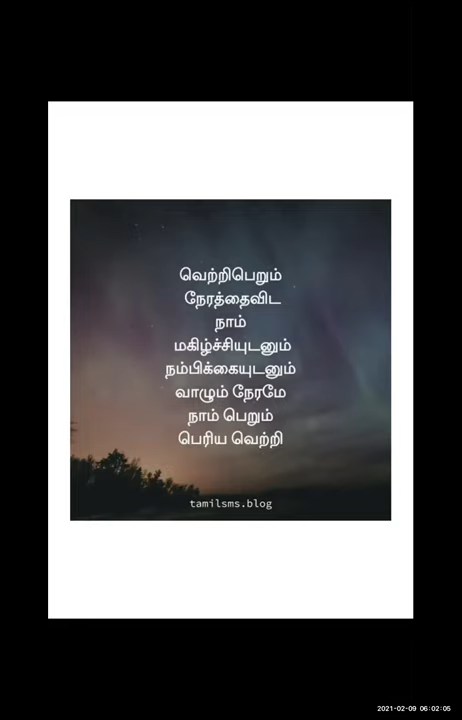 வெற்றிபெறும்
நேரத்தைவிட
நாம்
மகிழ்ச்சியுடனும்
நம்பிக்கையுடனும்
வாழும் நேரமே
நாம் பெறும்
பெரிய வெற்றி
tamilsms.blog
2021-02-09 06:02:05